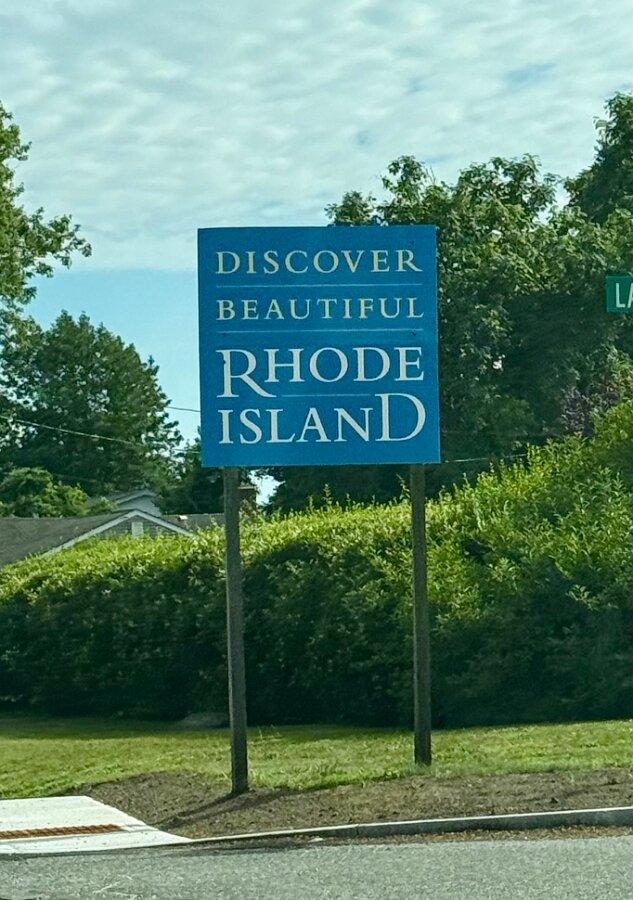 DISCOVER
BEAUTIFUL
RHODE
ISLAND